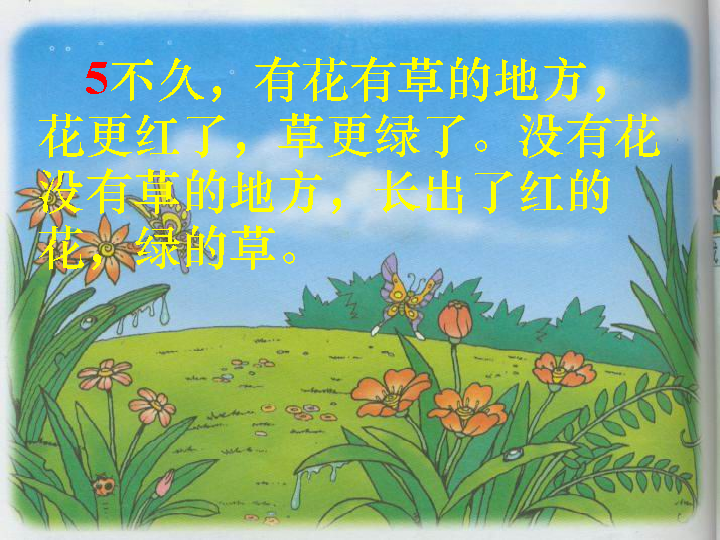 5不久，有花有草的地方，
花更红了，草更绿了。没有花
没有草的地方，长出了红的
花，绿的草。